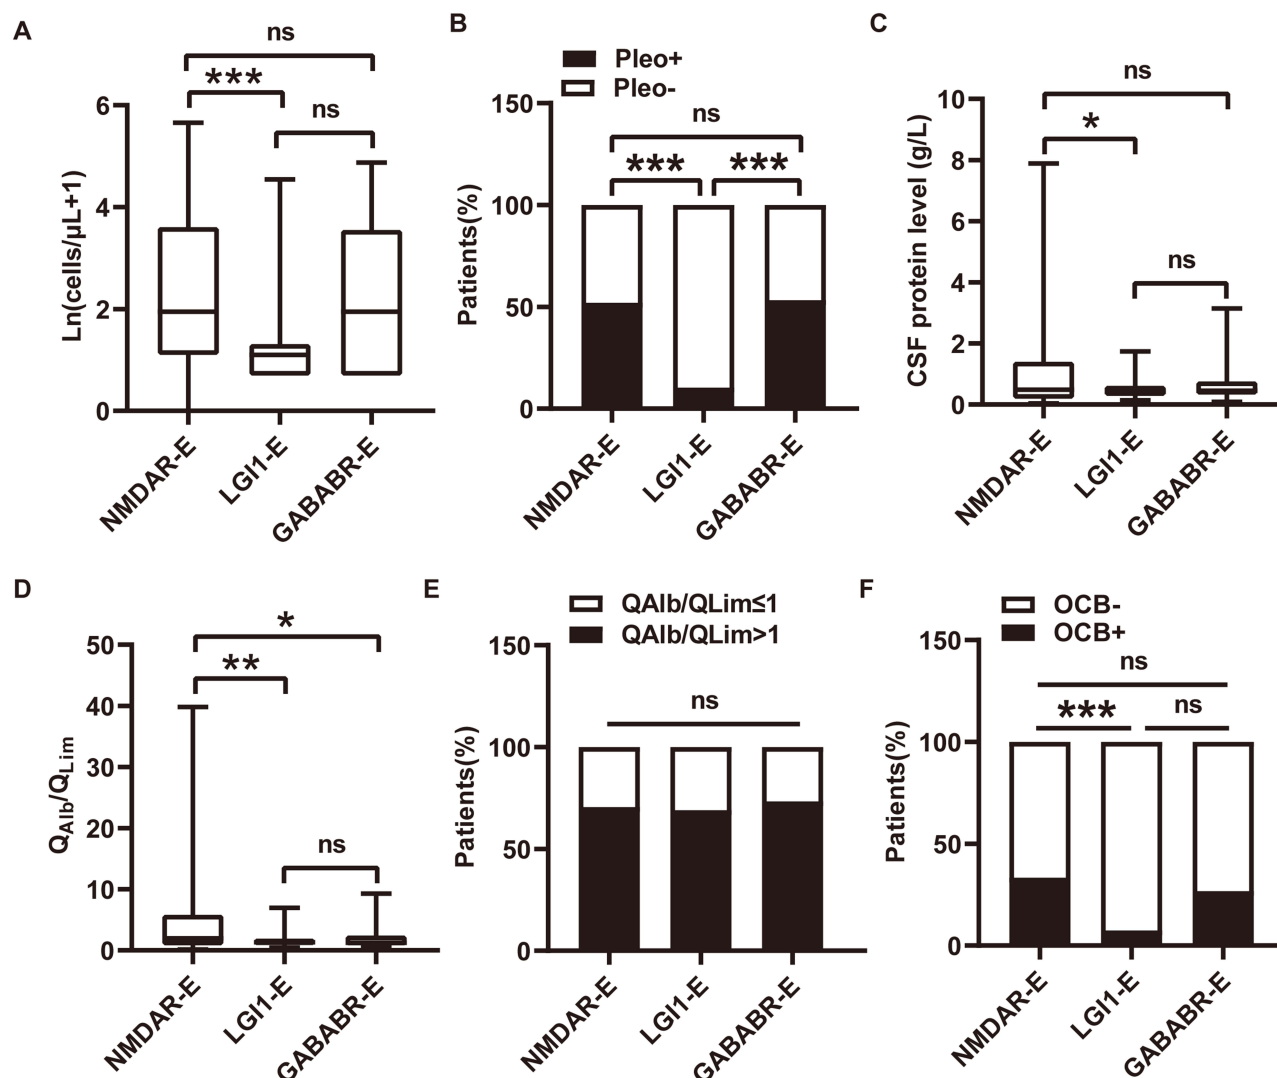 A
ns
***
ns
Ln(cells/μL+1)
6
4
2
0
NMDAR-E
LGI1-E
GABABR-E
B
Pleo+
Pleo-
ns
***
***
Patients(%)
150
100
50
0
NMDAR-E
LGI1-E
GABABR-E
C
ns
*
ns
CSF protein level (g/L)
10
8
6
4
2
0
NMDAR-E
LGI1-E
GABABR-E
D
*
**
ns
QAlb/QLim
50
40
30
20
10
0
NMDAR-E
LGI1-E
GABABR-E
E
QAlb/QLim≤1
QAlb/QLim>1
ns
Patients(%)
150
100
50
0
NMDAR-E
LGI1-E
GABABR-E
F
OCB-
OCB+
ns
***
ns
Patients(%)
150
100
50
0
NMDAR-E
LGI1-E
GABABR-E